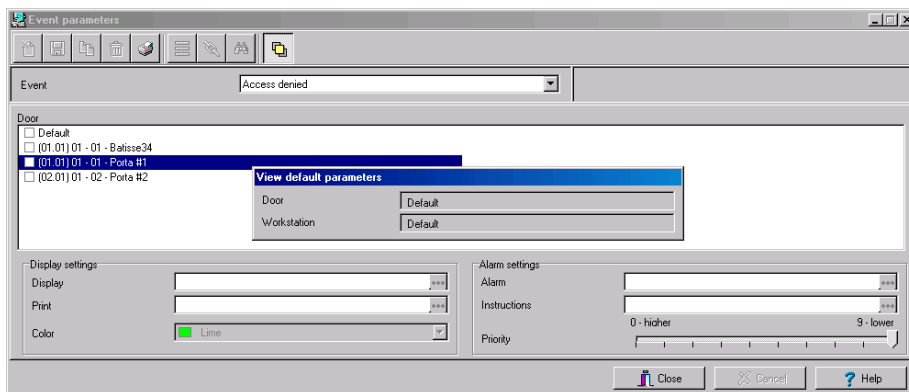 Event parameters
Event
Access denied
Door
Default
(01.01) 01 - 01 - Batisse34
(01.01) 01 - 01 - Porta #1
(02.01) 01 - 02 - Porta #2
View default parameters
Door
Default
Workstation
Default
Display settings
Display
Print
Color
Lime
Alarm settings
Alarm
Instructions
0 - higher
9 - lower
Priority
Close
Cancel
Help